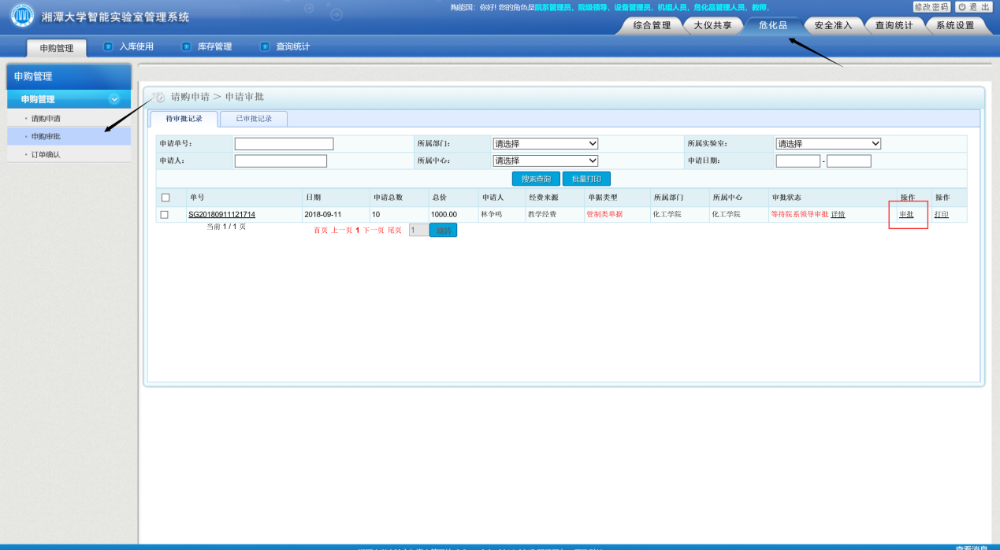 湘潭大学智能实验室管理系统
陶能国：你好! 您的角色是院系管理员，院级领导，设备管理员，机组人员，危化品管理人员，教师，
修改密码 退 出
综合管理 大仪共享 危化品 安全准入 查询统计 系统设置
申购管理 入库使用 库存管理 查询统计
申购管理
申购管理
· 请购申请
· 申购审批
· 订单确认
请购申请 > 申请审批
待审批记录 已审批记录
申请单号： 所属部门： 请选择 所属实验室： 请选择
申请人： 所属中心： 请选择 申请日期： -
搜索查询 批量打印
单号 日期 申请总数 总价 申请人 经费来源 单据类型 所属部门 所属中心 审批状态 操作 操作
SG20180911121714 2018-09-11 10 1000.00 林争鸣 教学经费 管制类单据 化工学院 化工学院 等待院系领导审批 详情 审批 打印
当前 1 / 1 页 首页 上一页 1 下一页 尾页 1 跳转
查看消息